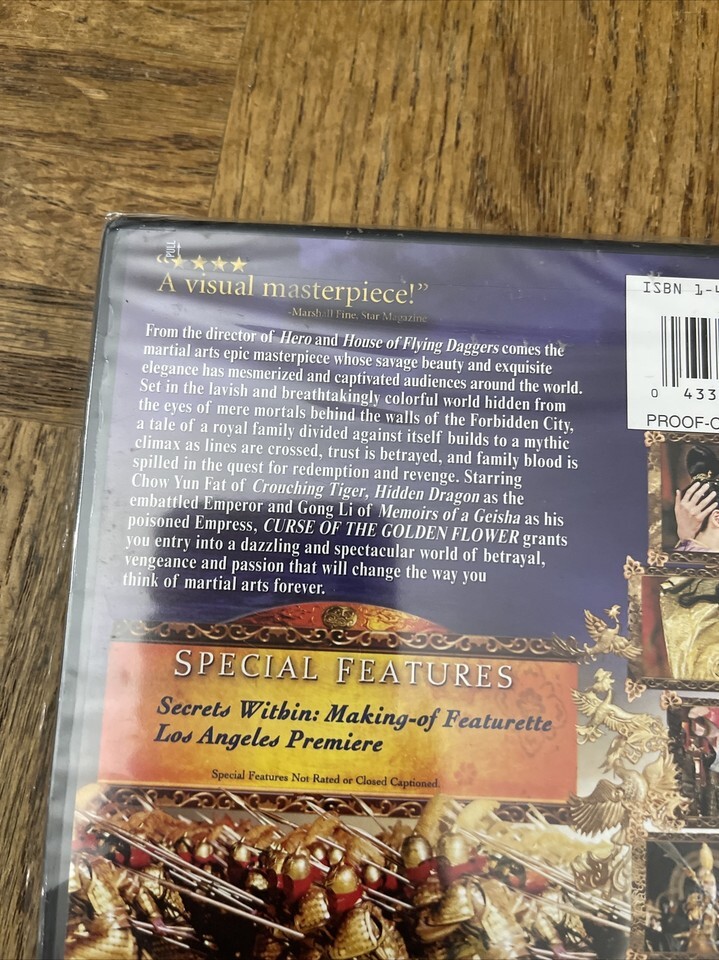 PULL
"★★★★
A visual masterpiece!"
-Marshall Fine, Star Magazine
From the director of Hero and House of Flying Daggers comes the
martial arts epic masterpiece whose savage beauty and exquisite
elegance has mesmerized and captivated audiences around the world.
Set in the lavish and breathtakingly colorful world hidden from
the eyes of mere mortals behind the walls of the Forbidden City,
a tale of a royal family divided against itself builds to a mythic
climax as lines are crossed, trust is betrayed, and family blood is
spilled in the quest for redemption and revenge. Starring
Chow Yun Fat of Crouching Tiger, Hidden Dragon as the
embattled Emperor and Gong Li of Memoirs of a Geisha as his
poisoned Empress, CURSE OF THE GOLDEN FLOWER grants
you entry into a dazzling and spectacular world of betrayal,
vengeance and passion that will change the way you
think of martial arts forever.
SPECIAL FEATURES
Secrets Within: Making-of Featurette
Los Angeles Premiere
Special Features Not Rated or Closed Captioned.
ISBN 1-4
0 433
PROOF-O